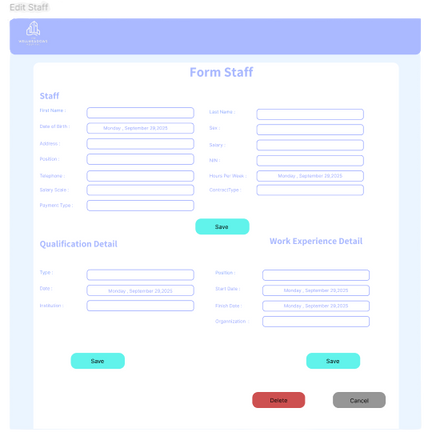 Edit Staff
Form Staff
Staff
First Name :
Last Name :
Date of Birth :
Monday , September 29,2025
Sex :
Address :
Salary :
Position :
NIN :
Telephone :
Hours Per Week :
Monday , September 29,2025
Salary Scale :
Contract Type :
Payment Type :
Save
Qualification Detail
Work Experience Detail
Type :
Position :
Date :
Monday , September 29,2025
Start Date :
Monday , September 29,2025
Institution :
Finish Date :
Monday , September 29,2025
Organization :
Save
Save
Delete
Cancel